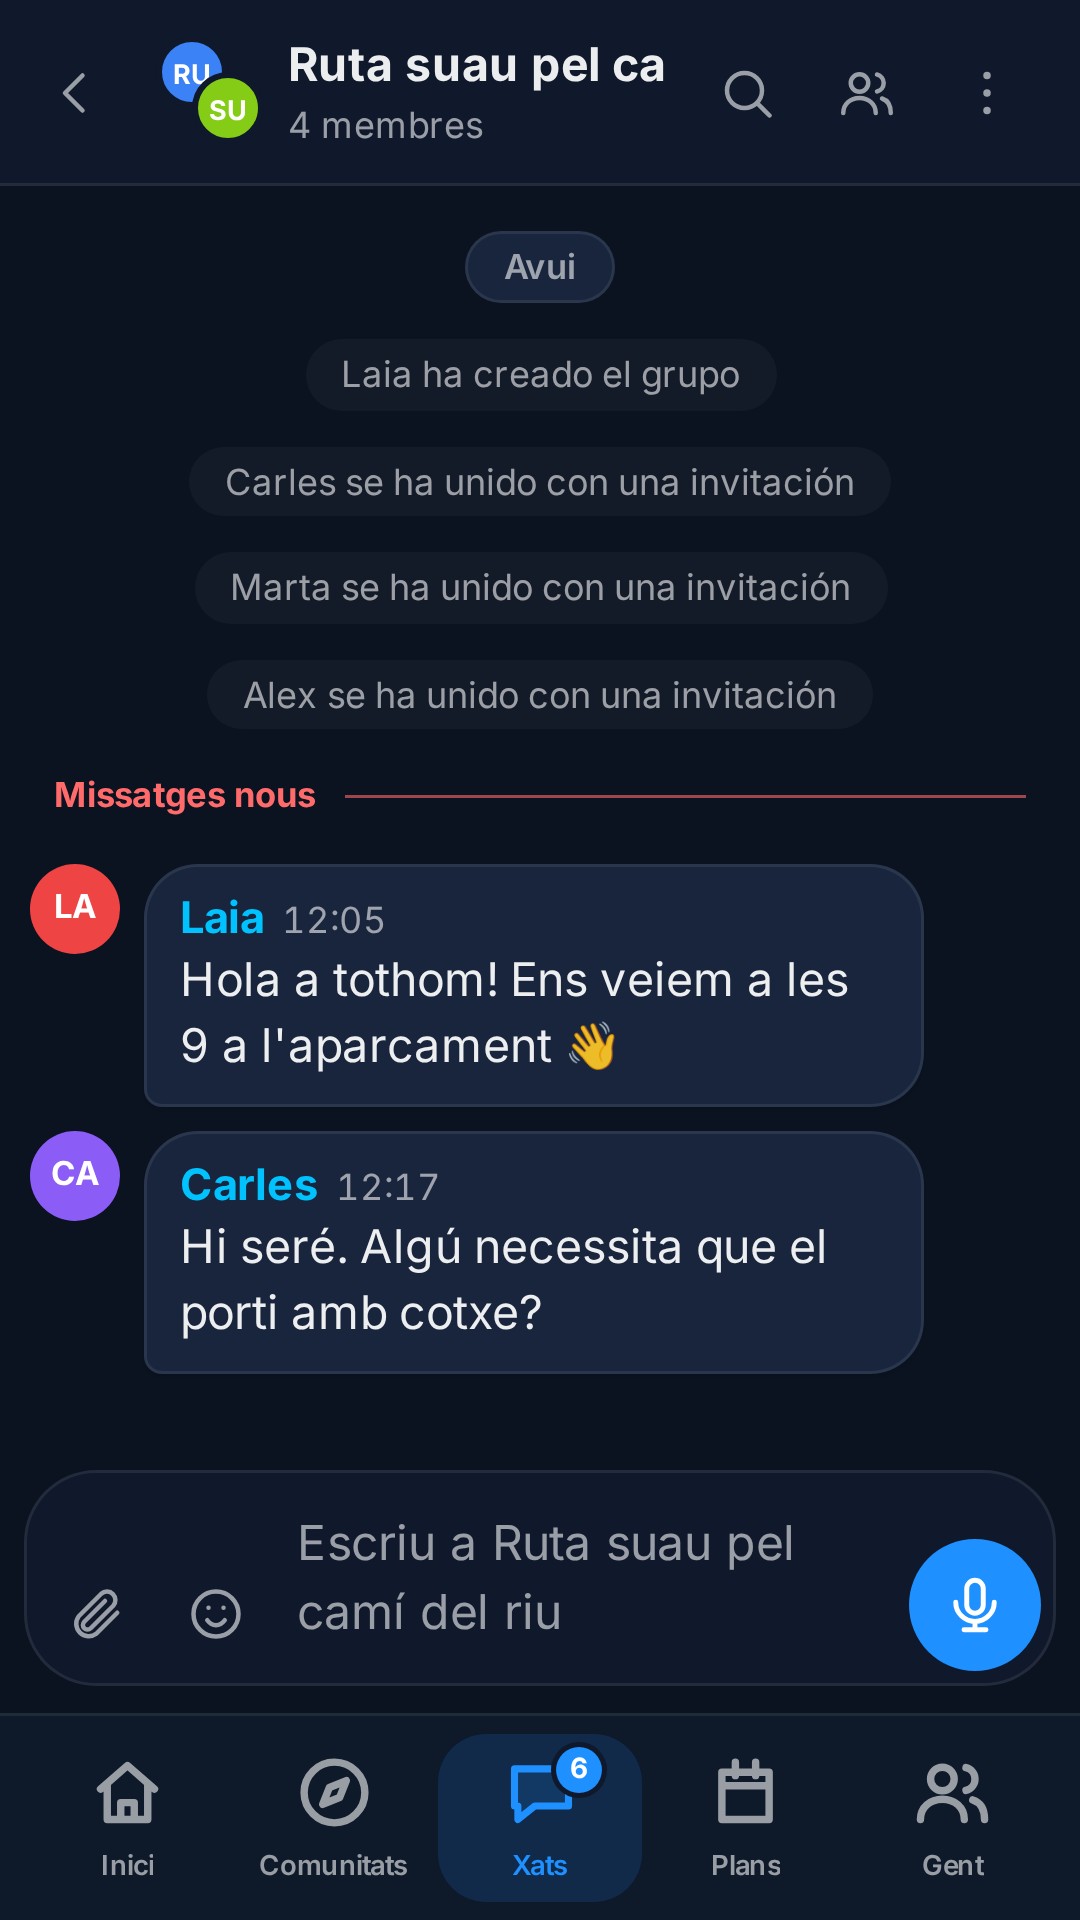 RU
SU
Ruta suau pel ca
4 membres
Avui
Laia ha creado el grupo
Carles se ha unido con una invitación
Marta se ha unido con una invitación
Alex se ha unido con una invitación
Missatges nous
LA
Laia 12:05
Hola a tothom! Ens veiem a les
9 a l'aparcament 👋
CA
Carles 12:17
Hi seré. Algú necessita que el
porti amb cotxe?
Escriu a Ruta suau pel
camí del riu
6
Inici
Comunitats
Xats
Plans
Gent